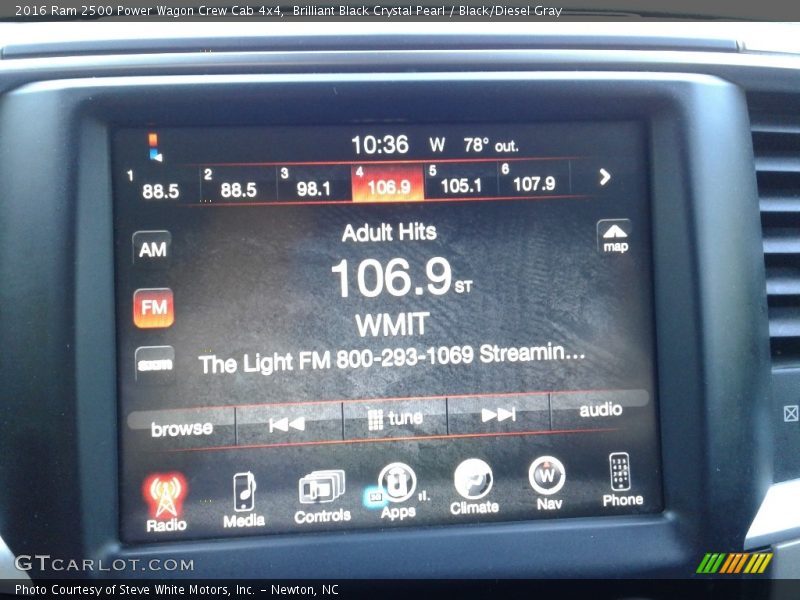 2016 Ram 2500 Power Wagon Crew Cab 4x4,  Brilliant Black Crystal Pearl / Black/Diesel Gray
10:36 W 78° out.
1 88.5 2 88.5 3 98.1 4 106.9 5 105.1 6 107.9
Adult Hits
map
AM
106.9 ST
FM
WMIT
The Light FM 800-293-1069 Streamin...
browse tune audio
W
Radio Media Controls Apps Climate Nav Phone
GTCARLOT.COM
Photo Courtesy of Steve White Motors, Inc. – Newton, NC